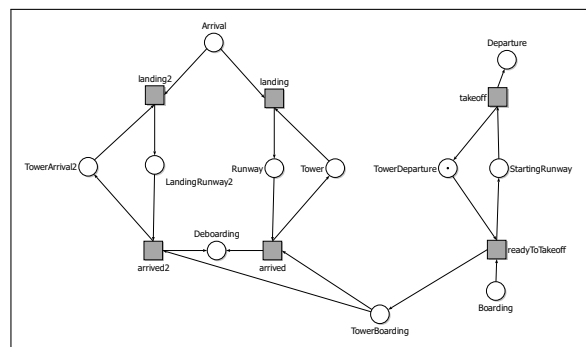 Arrival
Departure
landing2
landing
takeoff
TowerArrival2
LandingRunway2
Runway
Tower
TowerDeparture
StartingRunway
Deboarding
arrived2
arrived
readyToTakeoff
Boarding
TowerBoarding